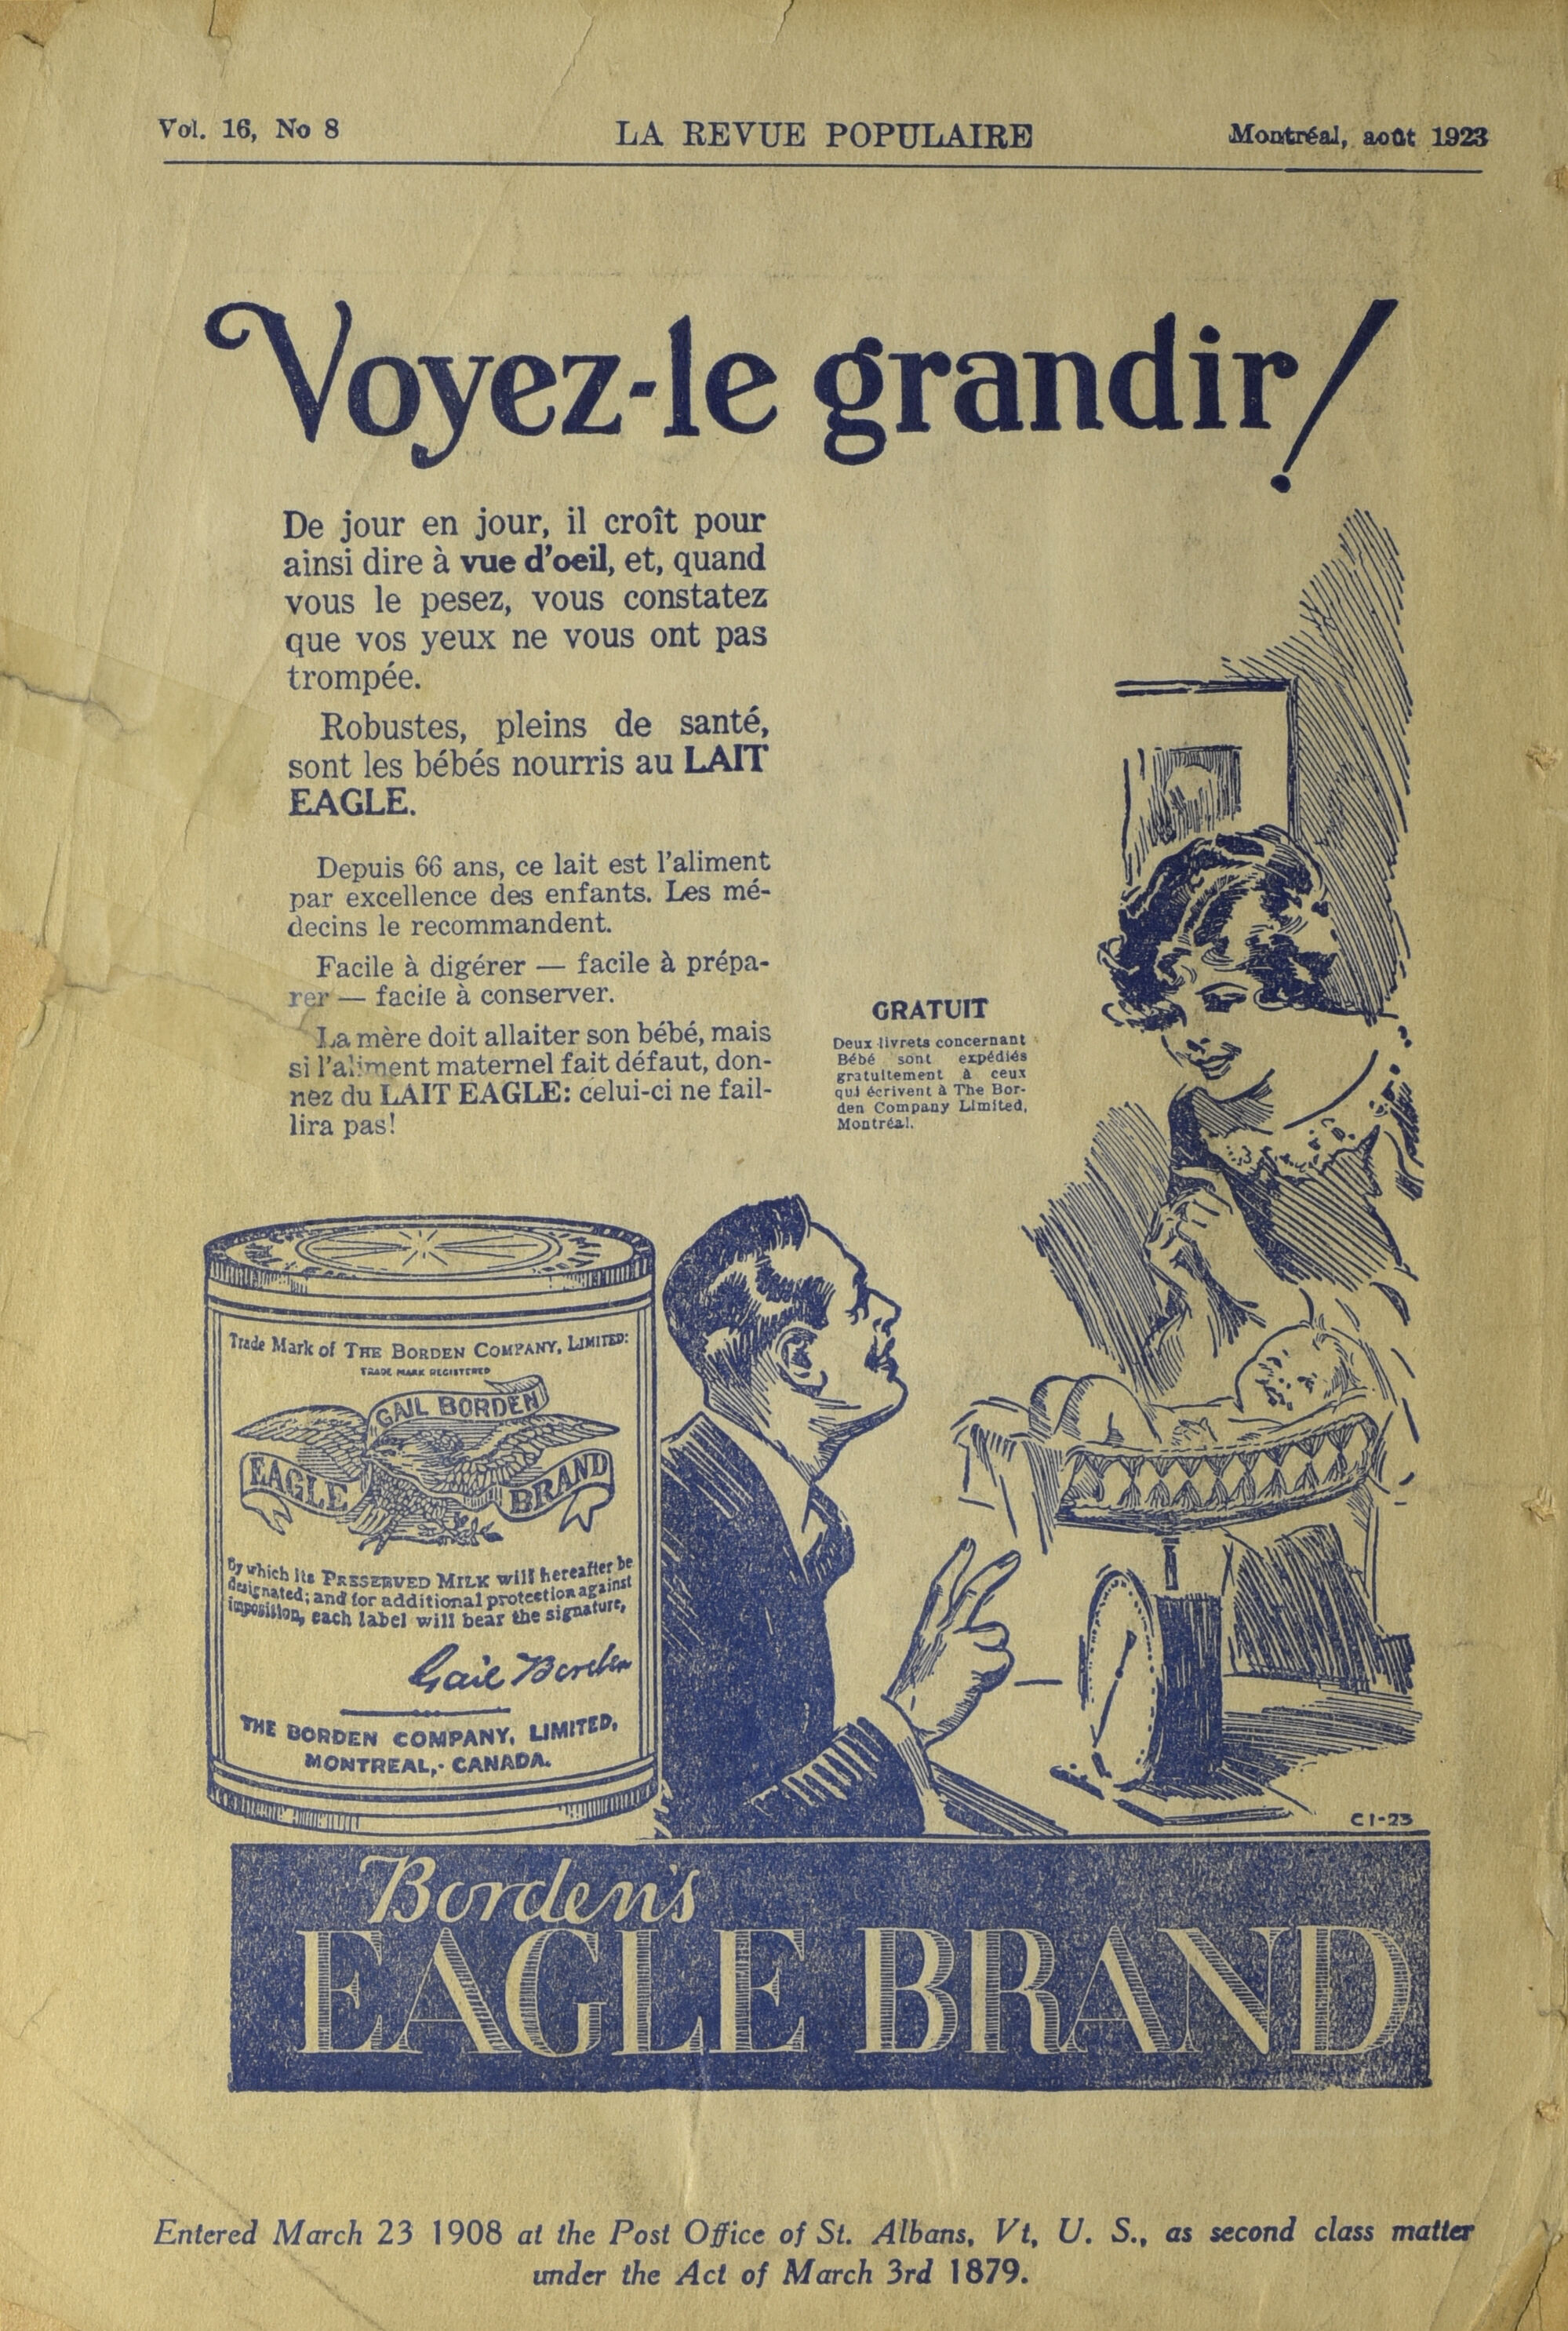 Vol. 16, No 8
LA REVUE POPULAIRE
Montréal, août 1923
Voyez-le grandir!
De jour en jour, il croît pour
ainsi dire à vue d'oeil, et, quand
vous le pesez, vous constatez
que vos yeux ne vous ont pas
trompée.
Robustes, pleins de santé,
sont les bébés nourris au LAIT
EAGLE.
Depuis 66 ans, ce lait est l'aliment
par excellence des enfants. Les mé-
decins le recommandent.
Facile à digérer — facile à prépa-
rer — facile à conserver.
La mère doit allaiter son bébé, mais
si l'aliment maternel fait défaut, don-
nez du LAIT EAGLE: celui-ci ne fail-
lira pas!
GRATUIT
Deux livrets concernant
Bébé sont expédiés
gratuitement à ceux
qui écrivent à The Bor-
den Company Limited,
Montréal.
Trade Mark of THE BORDEN COMPANY, LIMITED:
TRADE MARK REGISTERED
GAIL BORDEN
EAGLE BRAND
By which its PRESERVED MILK will hereafter be
designated; and for additional protection against
imposition, each label will bear the signature,
Gail Borden
THE BORDEN COMPANY, LIMITED,
MONTREAL,- CANADA.
C I-23
Borden's
EAGLE BRAND
Entered March 23 1908 at the Post Office of St. Albans, Vt, U. S., as second class matter
under the Act of March 3rd 1879.